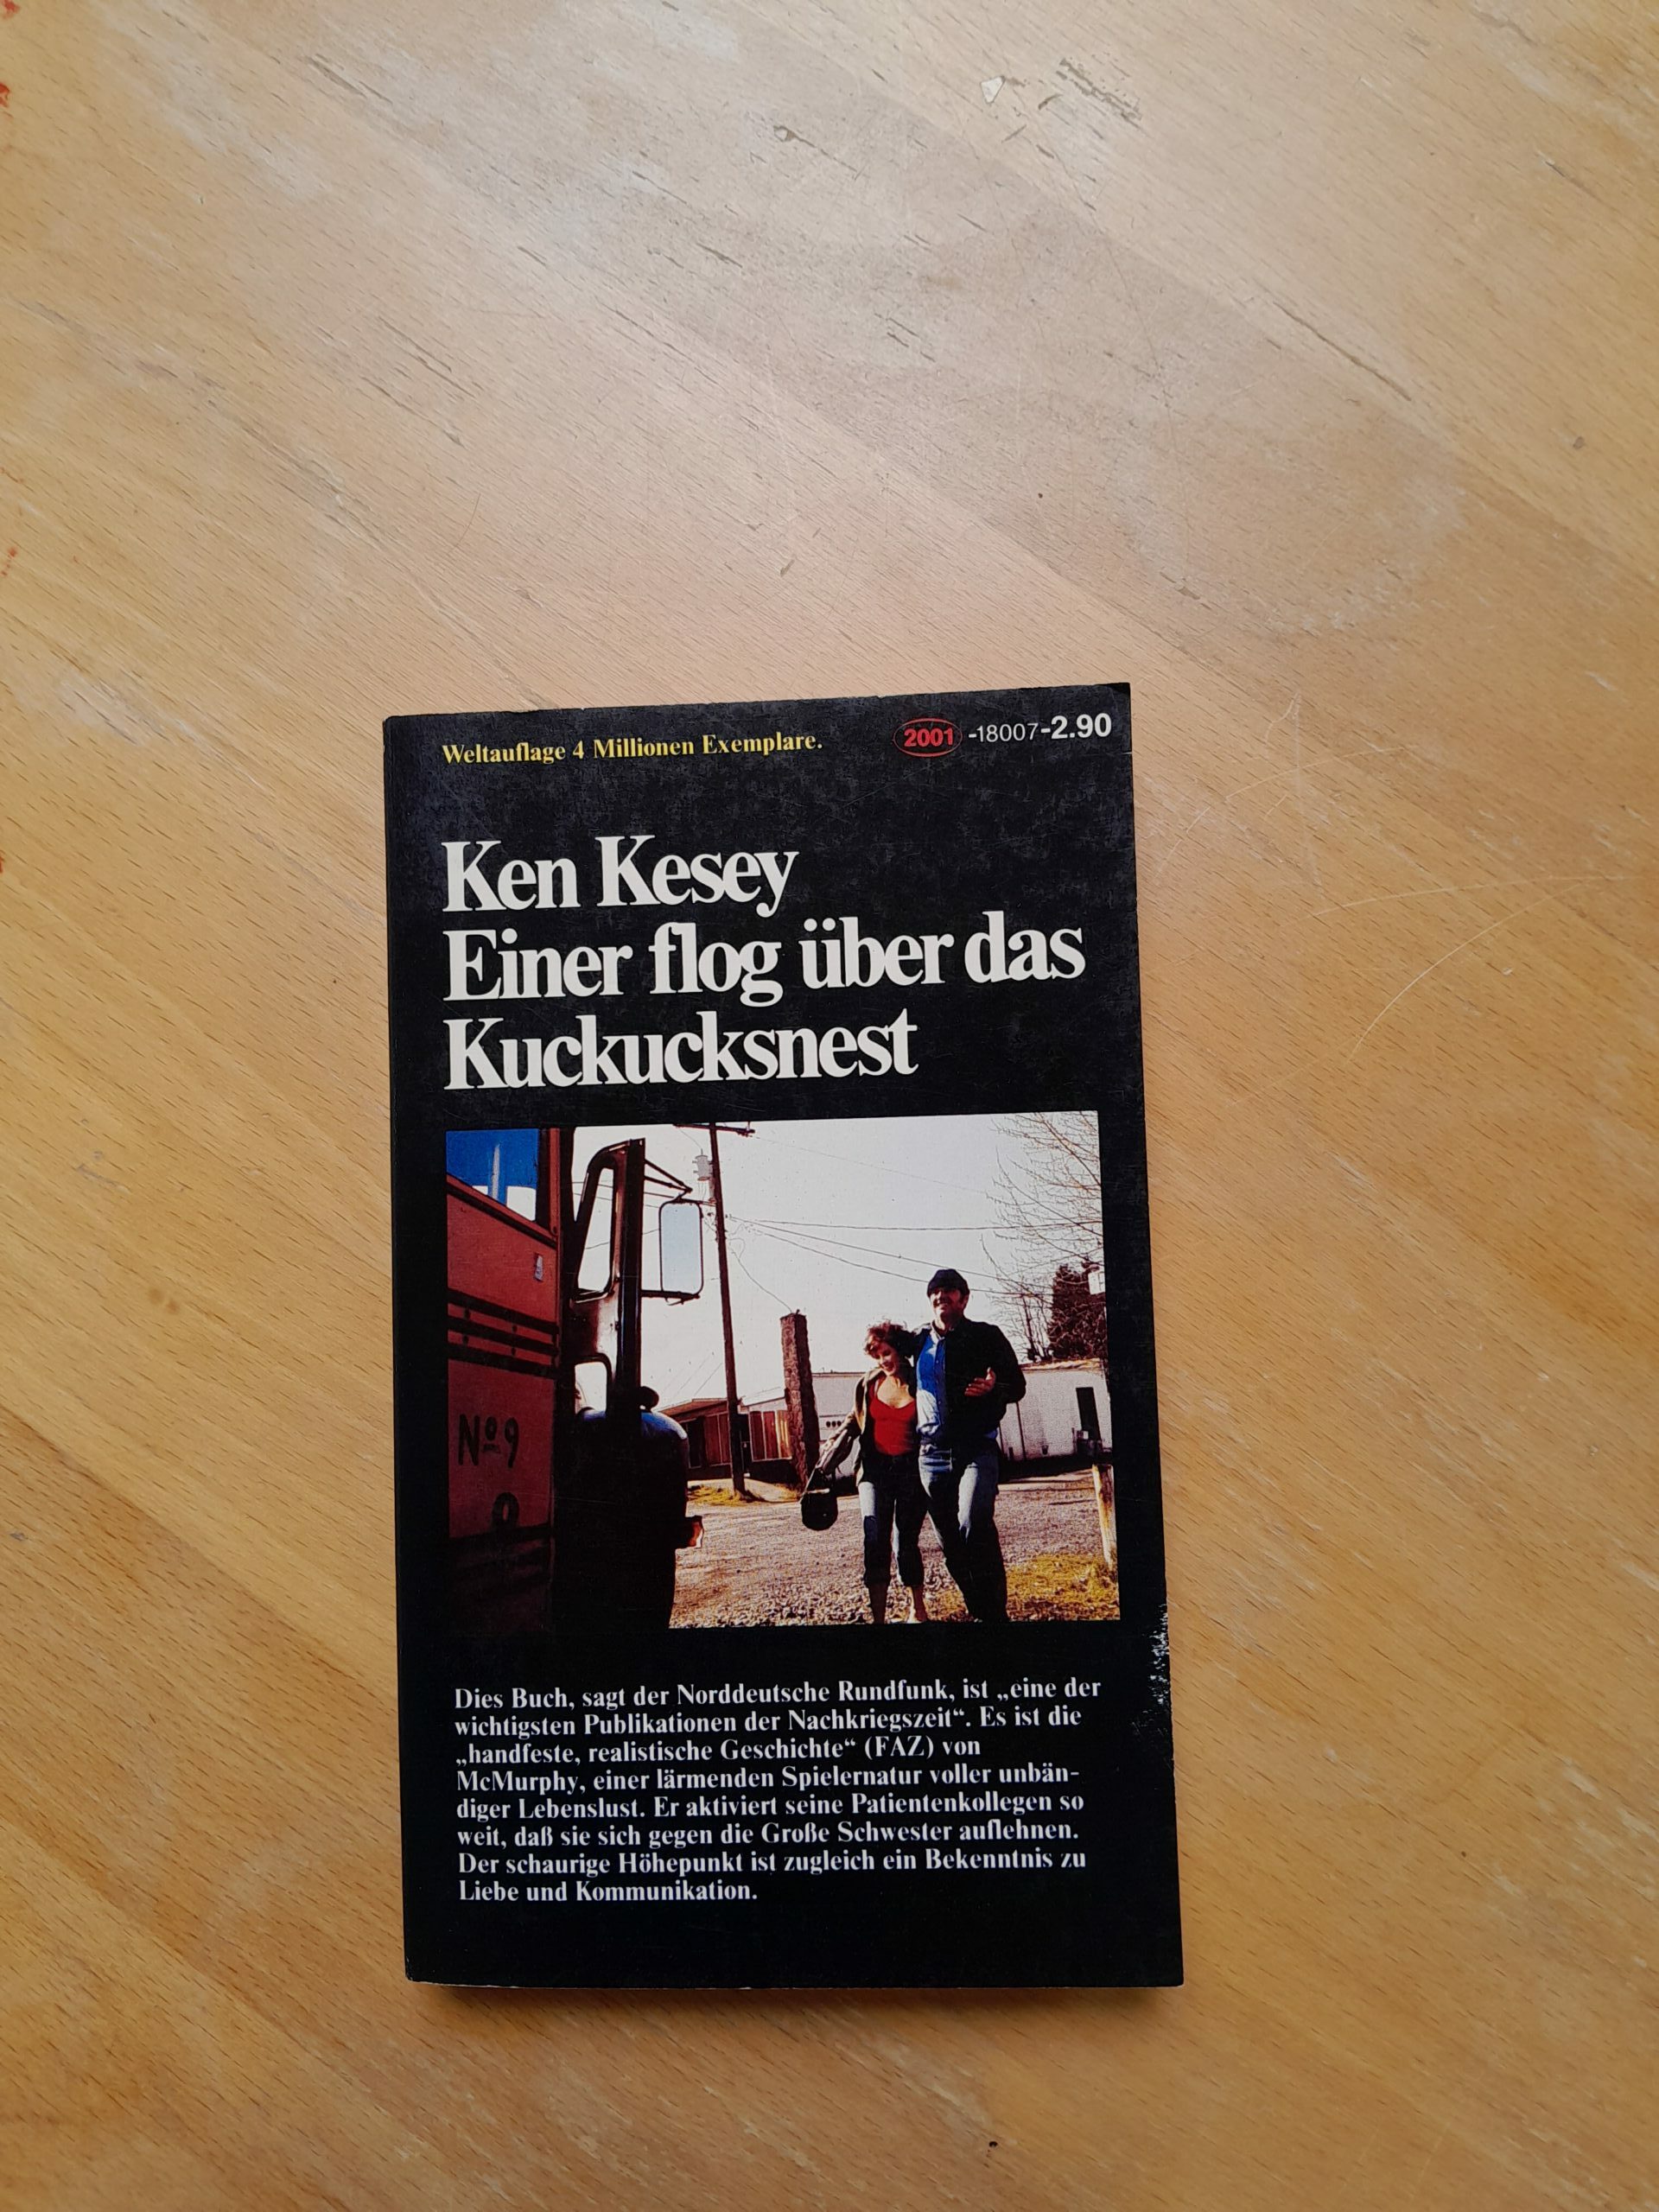 Weltauflage 4 Millionen Exemplare.
2001 -18007-2.90
Ken Kesey
Einer flog über das
Kuckucksnest
Nº 9
Dies Buch, sagt der Norddeutsche Rundfunk, ist „eine der
wichtigsten Publikationen der Nachkriegszeit“. Es ist die
„handfeste, realistische Geschichte“ (FAZ) von
McMurphy, einer lärmenden Spielernatur voller unbän-
diger Lebenslust. Er aktiviert seine Patientenkollegen so
weit, daß sie sich gegen die Große Schwester auflehnen.
Der schaurige Höhepunkt ist zugleich ein Bekenntnis zu
Liebe und Kommunikation.